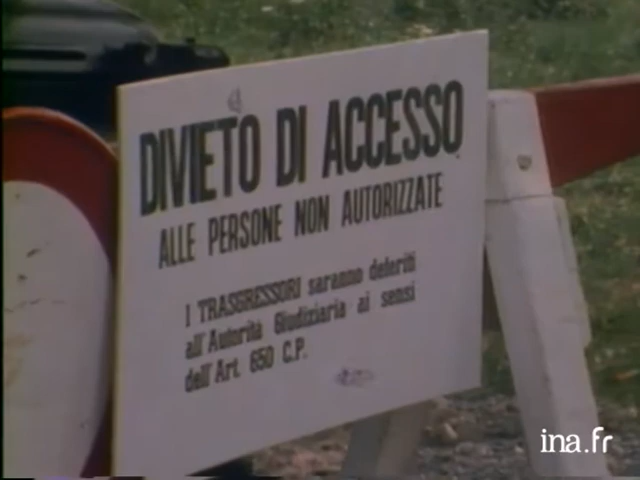 DIVIETO DI ACCESSO
ALLE PERSONE NON AUTORIZZATE
I TRASGRESSORI saranno deferiti
all'Autorità Giudiziaria ai sensi
dell'Art. 650 C.P.
ina.fr